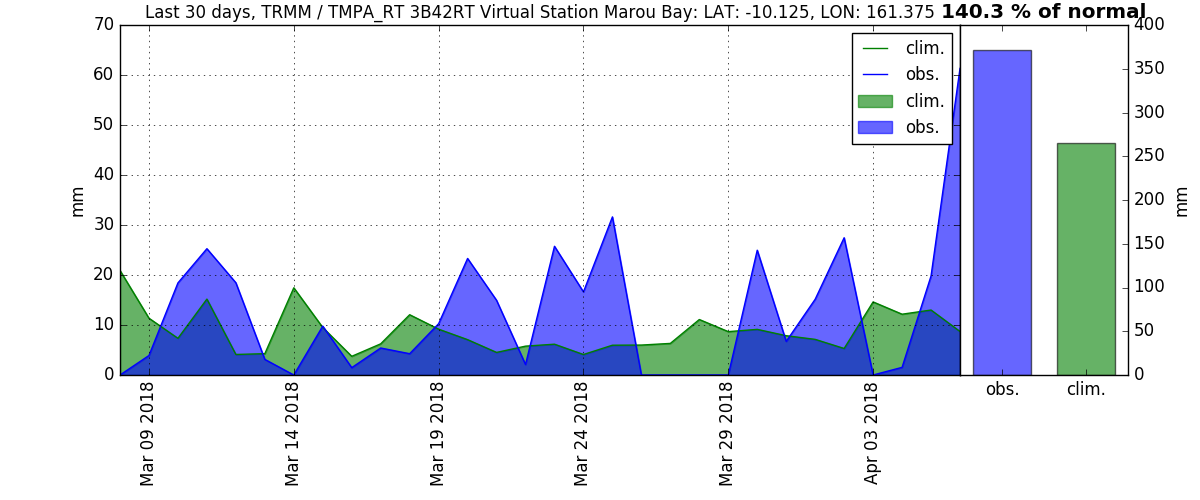 Last 30 days, TRMM / TMPA_RT 3B42RT Virtual Station Marou Bay: LAT: -10.125, LON: 161.375 140.3 % of normal
70
60
50
40
30
20
10
0
mm
clim.
obs.
clim.
obs.
400
350
300
250
200
150
100
50
0
mm
Mar 09 2018
Mar 14 2018
Mar 19 2018
Mar 24 2018
Mar 29 2018
Apr 03 2018
obs.
clim.